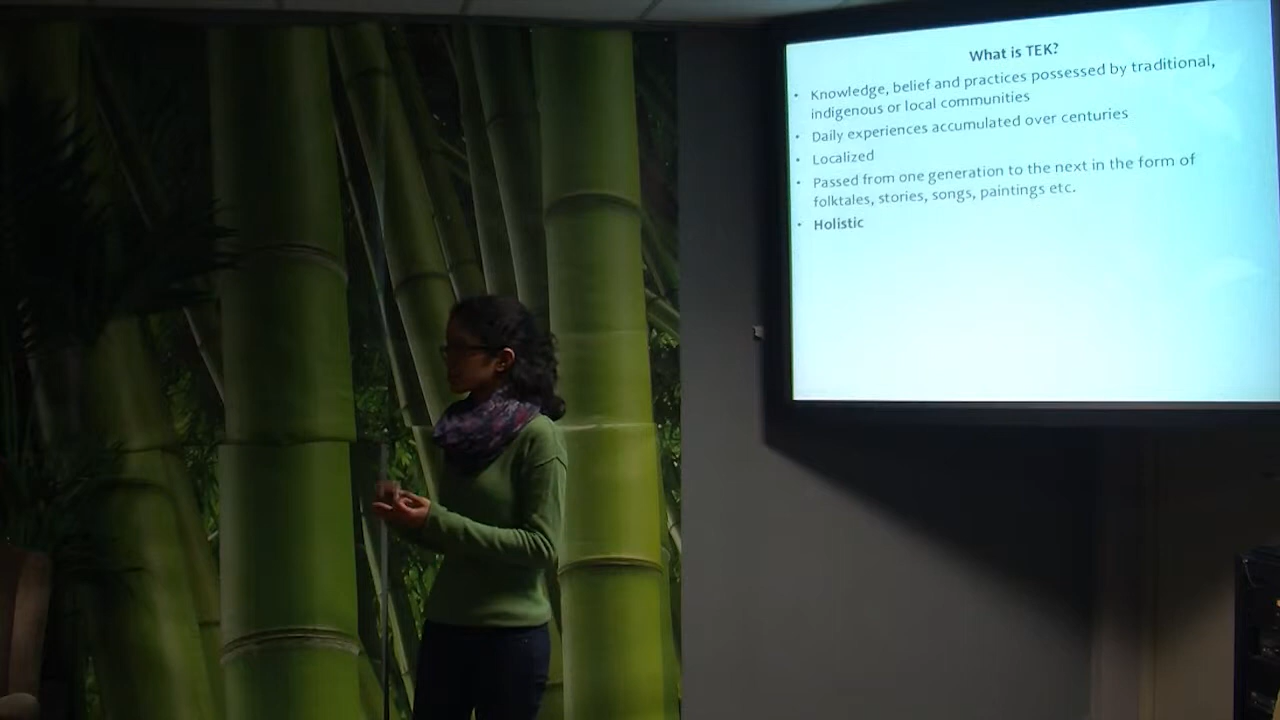 What is TEK?
• Knowledge, belief and practices possessed by traditional,
indigenous or local communities
• Daily experiences accumulated over centuries
• Localized
• Passed from one generation to the next in the form of
folktales, stories, songs, paintings etc.
• Holistic